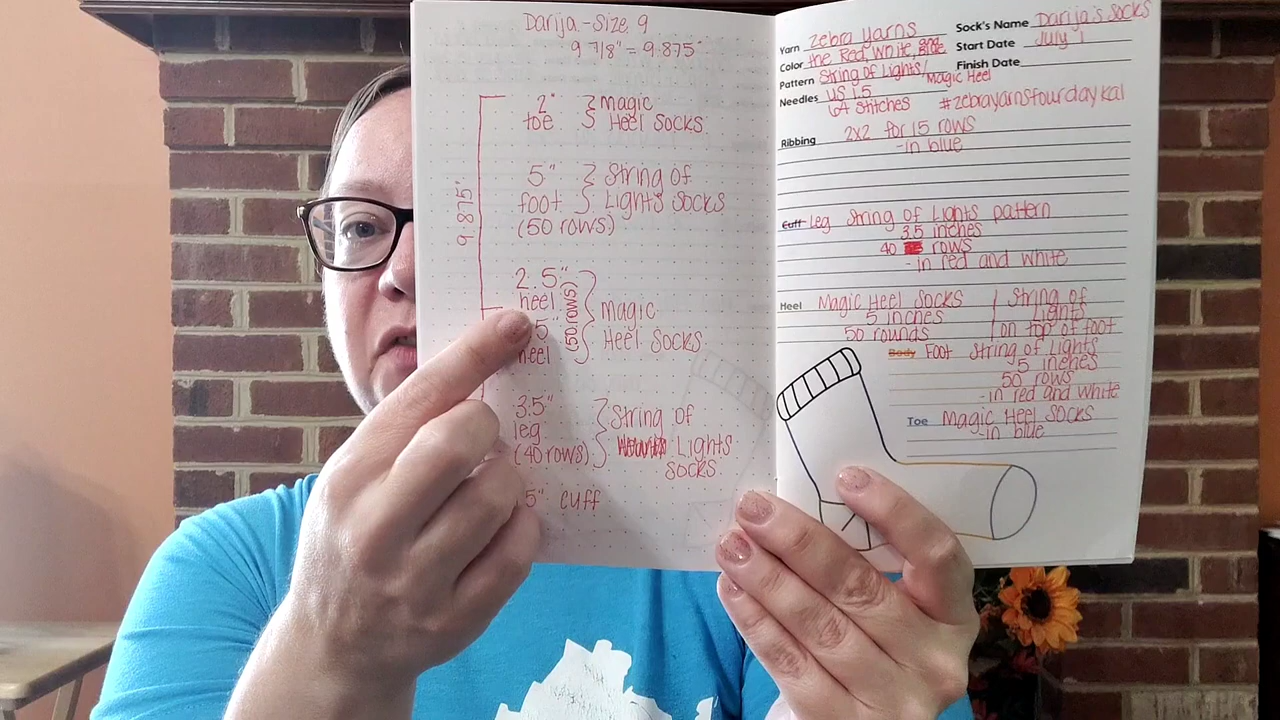 Darija - Size 9
9 7/8" = 9.875"
2" toe } Magic Heel Socks
5" foot (50 rows) } String of Lights Socks
9.875"
2.5" heel
5" heel
(50 rows) } Magic Heel Socks
3.5" leg (40 rows) } String of Lights Socks
5" cuff
Yarn Zebra Yarns
Color the Red, White, and Blue
Pattern String of Lights/ Magic Heel
Needles US 1.5
64 stitches #zebrayarnsfourdaykal
Sock's Name Darija's Socks
Start Date July 1
Finish Date
Ribbing 2x2 for 15 rows
- in blue
Cuff Leg String of Lights pattern
3.5 inches
40 rows
- in red and white
Heel Magic Heel Socks
5 inches
50 rounds
String of
Lights
on top of foot
Body Foot String of Lights
5 inches
50 rows
- in red and white
Toe Magic Heel Socks
- in blue